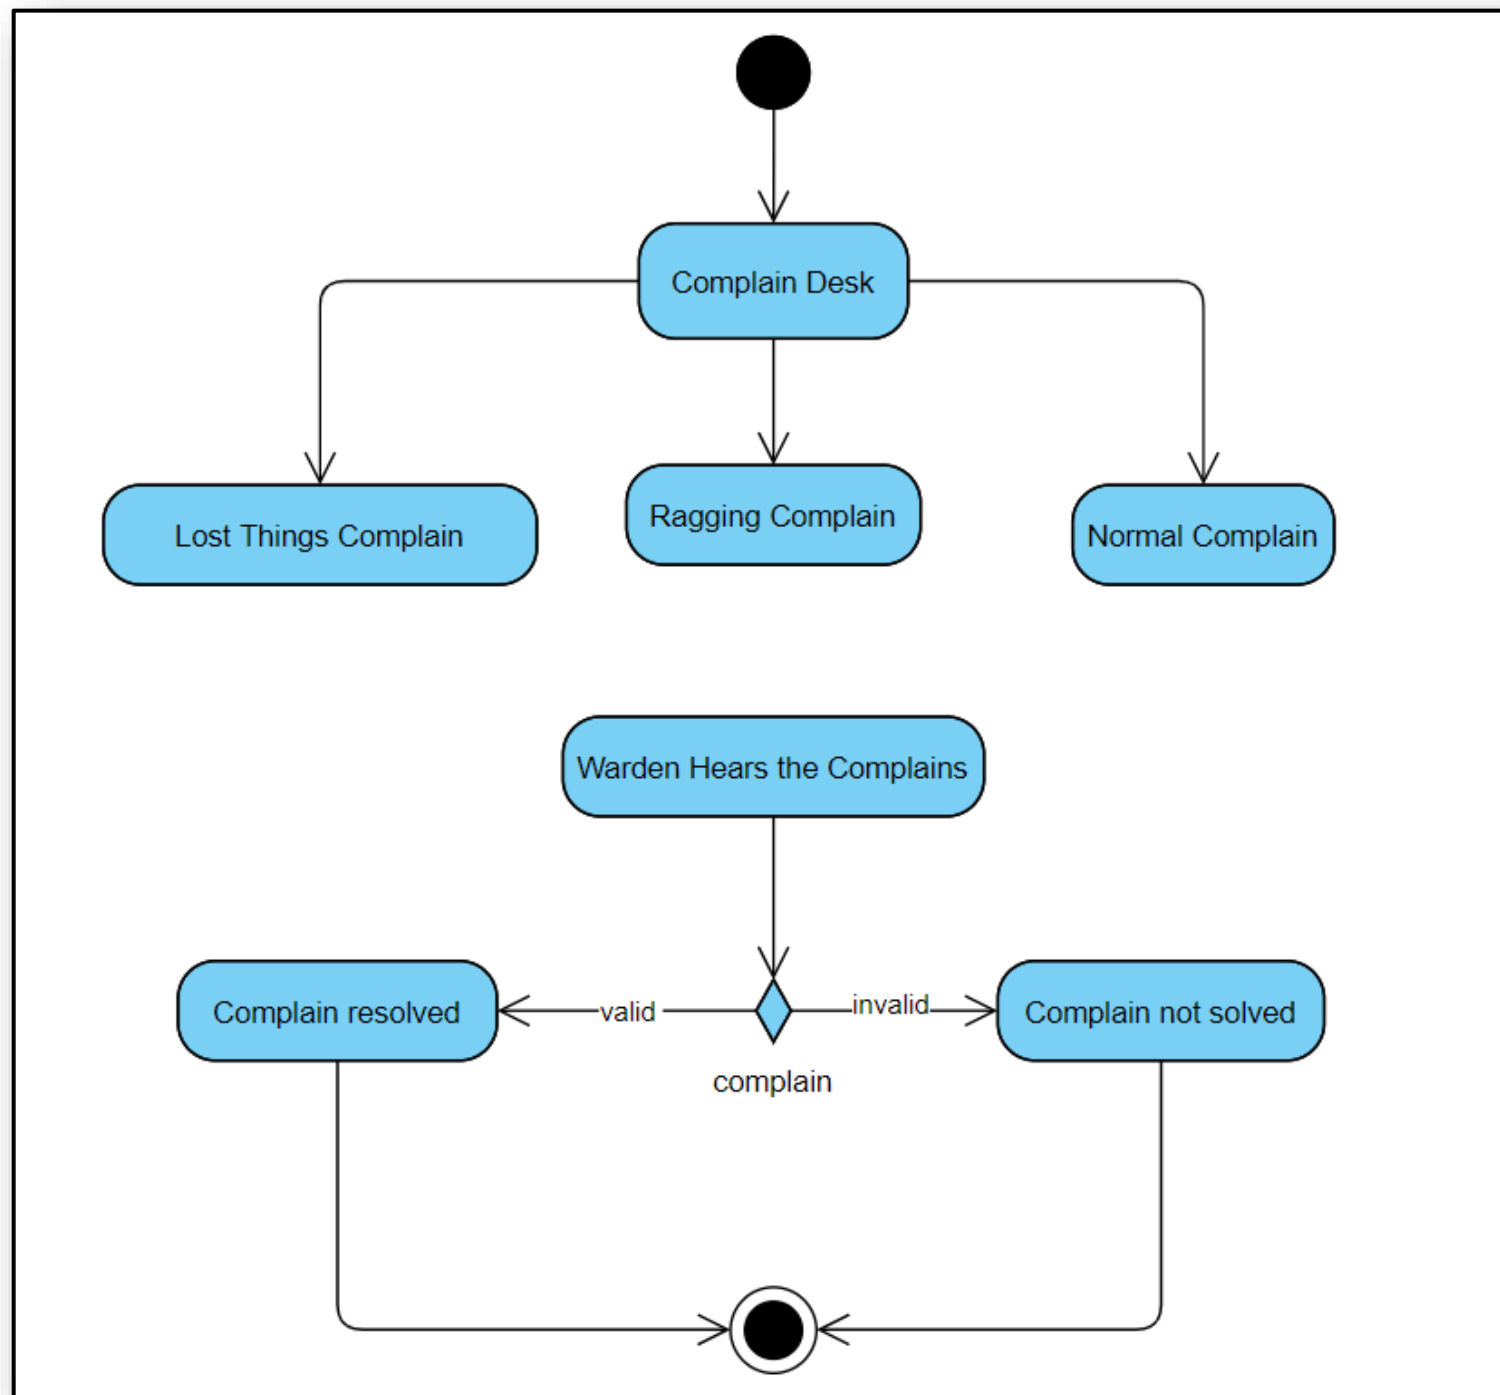 Complain Desk
Lost Things Complain
Ragging Complain
Normal Complain
Warden Hears the Complains
Complain resolved
valid
invalid
Complain not solved
complain